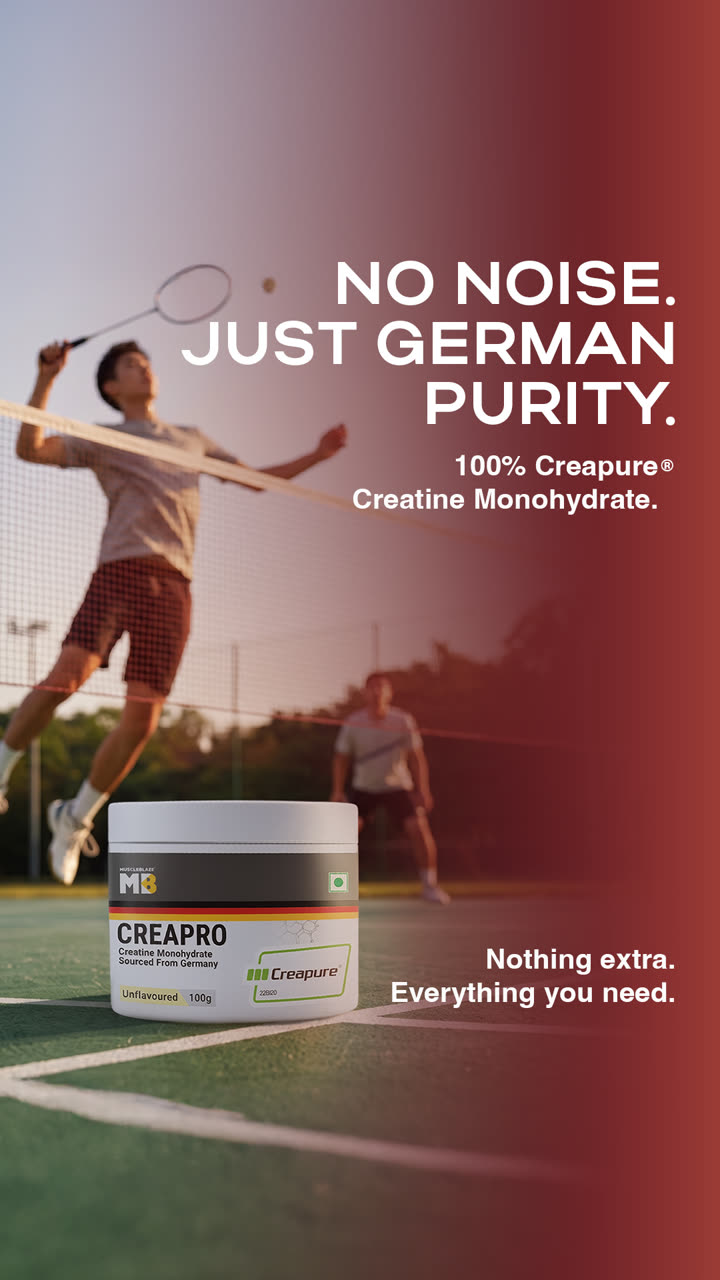 NO NOISE.
JUST GERMAN
PURITY.
100% Creapure®
Creatine Monohydrate.
MUSCLEBLAZE
MB
CREAPRO
Creatine Monohydrate
Sourced From Germany
Creapure
22BI20
Unflavoured 100g
Nothing extra.
Everything you need.